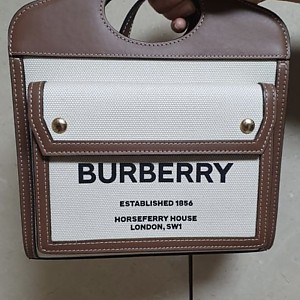 BURBERRY
ESTABLISHED 1856
HORSEFERRY HOUSE
LONDON, SW1